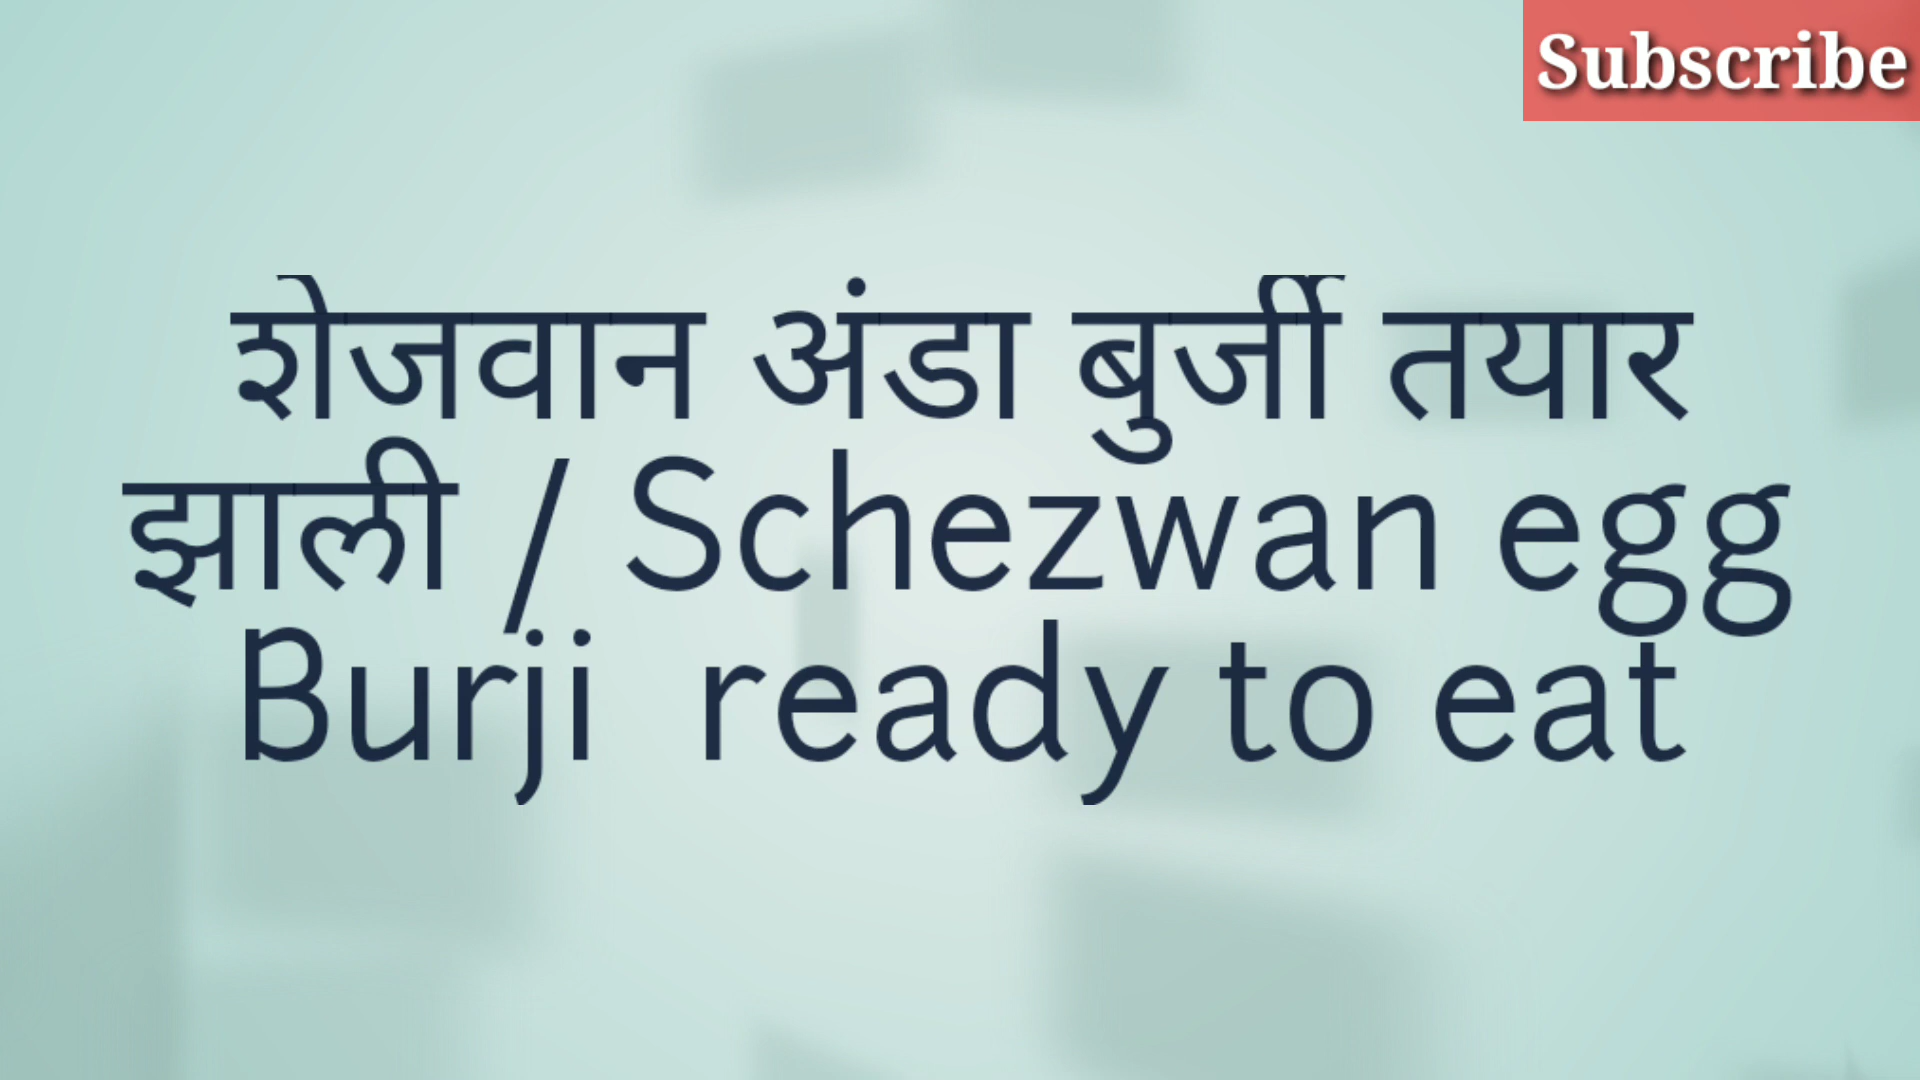 Subscribe
शेजवान अंडा बुर्जी तयार
झाली / Schezwan egg
Burji ready to eat